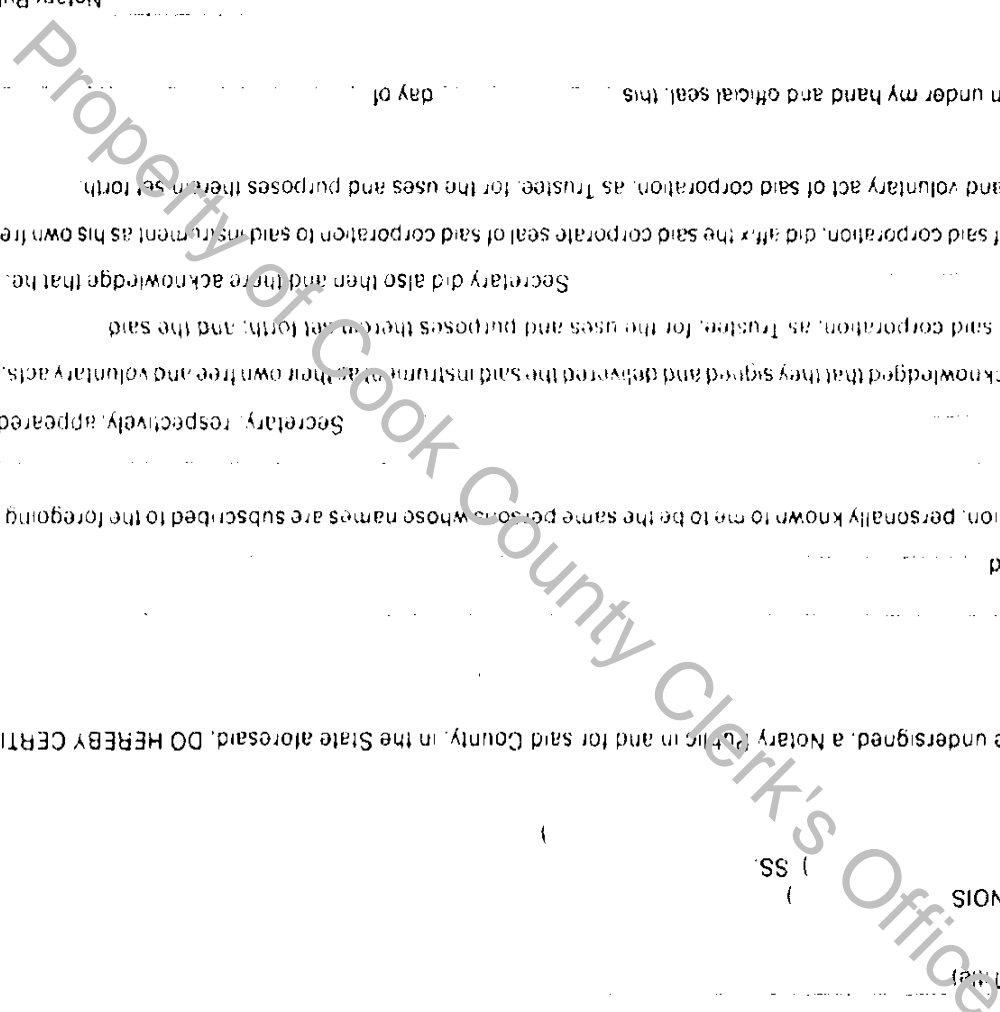 Title)
NOIS )
) SS.
)
e undersigned, a Notary Public in and for said County, in the State aforesaid, DO HEREBY CERTI
d
ion, personally known to me to be the same persons whose names are subscribed to the foregoing
Secretary, respectively, appeared
cknowledged that they signed and delivered the said instrument as their own free and voluntary acts,
said corporation, as Trustee, for the uses and purposes therein set forth; and the said
Secretary did also then and there acknowledge that he,
f said corporation, did affix the said corporate seal of said corporation to said instrument as his own fre
and voluntary act of said corporation, as Trustee, for the uses and purposes therein set forth.
n under my hand and official seal, this day of
Notary Pub
Property of Cook County Clerk's Office